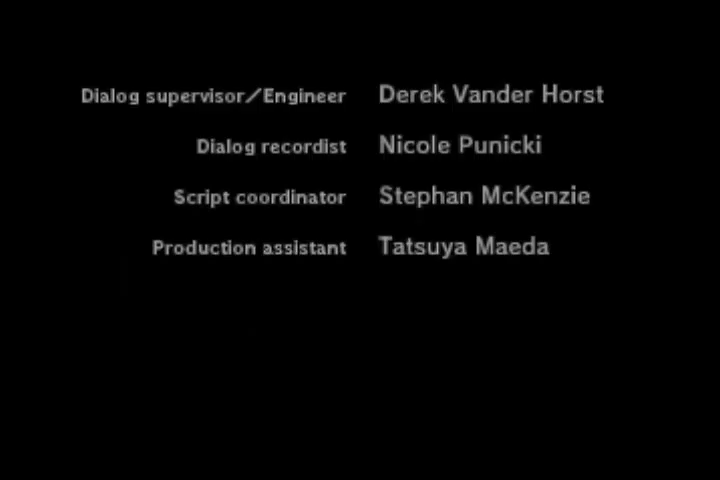 Dialog supervisor/Engineer Derek Vander Horst
Dialog recordist Nicole Punicki
Script coordinator Stephan McKenzie
Production assistant Tatsuya Maeda